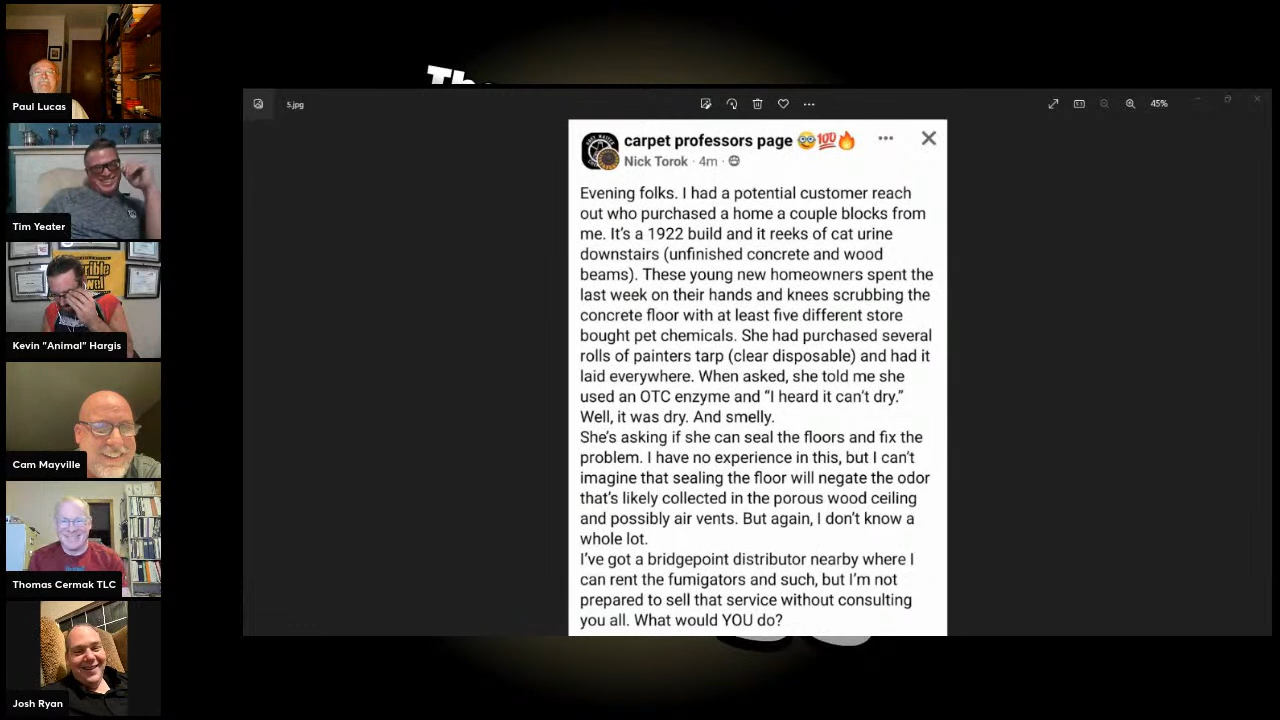 Paul Lucas
Tim Yeater
Kevin "Animal" Hargis
Cam Mayville
Thomas Cermak TLC
Josh Ryan
The
5.jpg
45%
carpet professors page 🤓💯🔥
Nick Torok · 4m ·
Evening folks. I had a potential customer reach
out who purchased a home a couple blocks from
me. It’s a 1922 build and it reeks of cat urine
downstairs (unfinished concrete and wood
beams). These young new homeowners spent the
last week on their hands and knees scrubbing the
concrete floor with at least five different store
bought pet chemicals. She had purchased several
rolls of painters tarp (clear disposable) and had it
laid everywhere. When asked, she told me she
used an OTC enzyme and “I heard it can’t dry.”
Well, it was dry. And smelly.
She’s asking if she can seal the floors and fix the
problem. I have no experience in this, but I can’t
imagine that sealing the floor will negate the odor
that’s likely collected in the porous wood ceiling
and possibly air vents. But again, I don’t know a
whole lot.
I’ve got a bridgepoint distributor nearby where I
can rent the fumigators and such, but I’m not
prepared to sell that service without consulting
you all. What would YOU do?